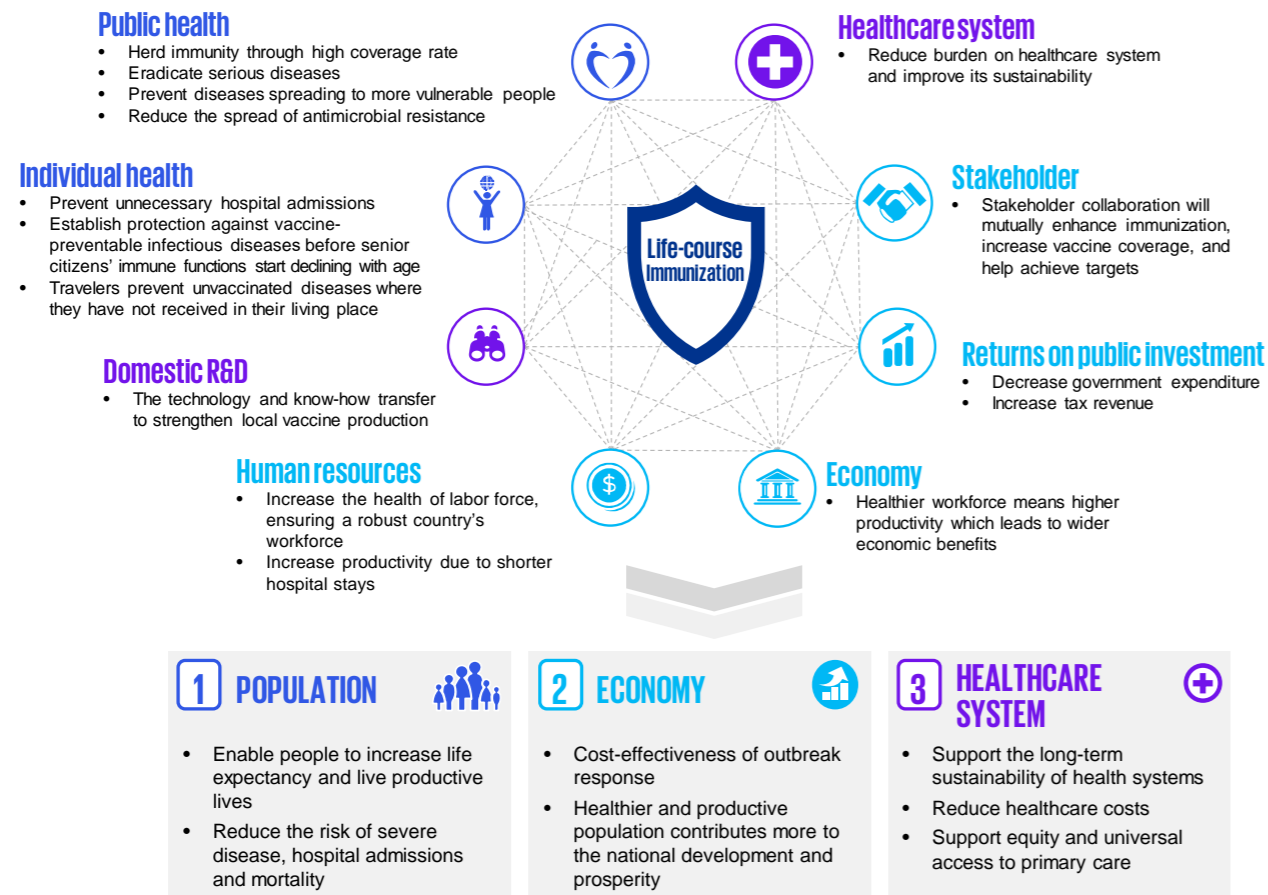 Public health
• Herd immunity through high coverage rate
• Eradicate serious diseases
• Prevent diseases spreading to more vulnerable people
• Reduce the spread of antimicrobial resistance
Healthcare system
• Reduce burden on healthcare system
and improve its sustainability
Individual health
• Prevent unnecessary hospital admissions
• Establish protection against vaccine-
preventable infectious diseases before senior
citizens' immune functions start declining with age
• Travelers prevent unvaccinated diseases where
they have not received in their living place
Stakeholder
• Stakeholder collaboration will
mutually enhance immunization,
increase vaccine coverage, and
help achieve targets
Life-course
Immunization
Domestic R&D
• The technology and know-how transfer
to strengthen local vaccine production
Returns on public investment
• Decrease government expenditure
• Increase tax revenue
Human resources
• Increase the health of labor force,
ensuring a robust country's
workforce
• Increase productivity due to shorter
hospital stays
$
Economy
• Healthier workforce means higher
productivity which leads to wider
economic benefits
1 POPULATION
• Enable people to increase life
expectancy and live productive
lives
• Reduce the risk of severe
disease, hospital admissions
and mortality
2 ECONOMY
• Cost-effectiveness of outbreak
response
• Healthier and productive
population contributes more to
the national development and
prosperity
3 HEALTHCARE
SYSTEM
• Support the long-term
sustainability of health systems
• Reduce healthcare costs
• Support equity and universal
access to primary care